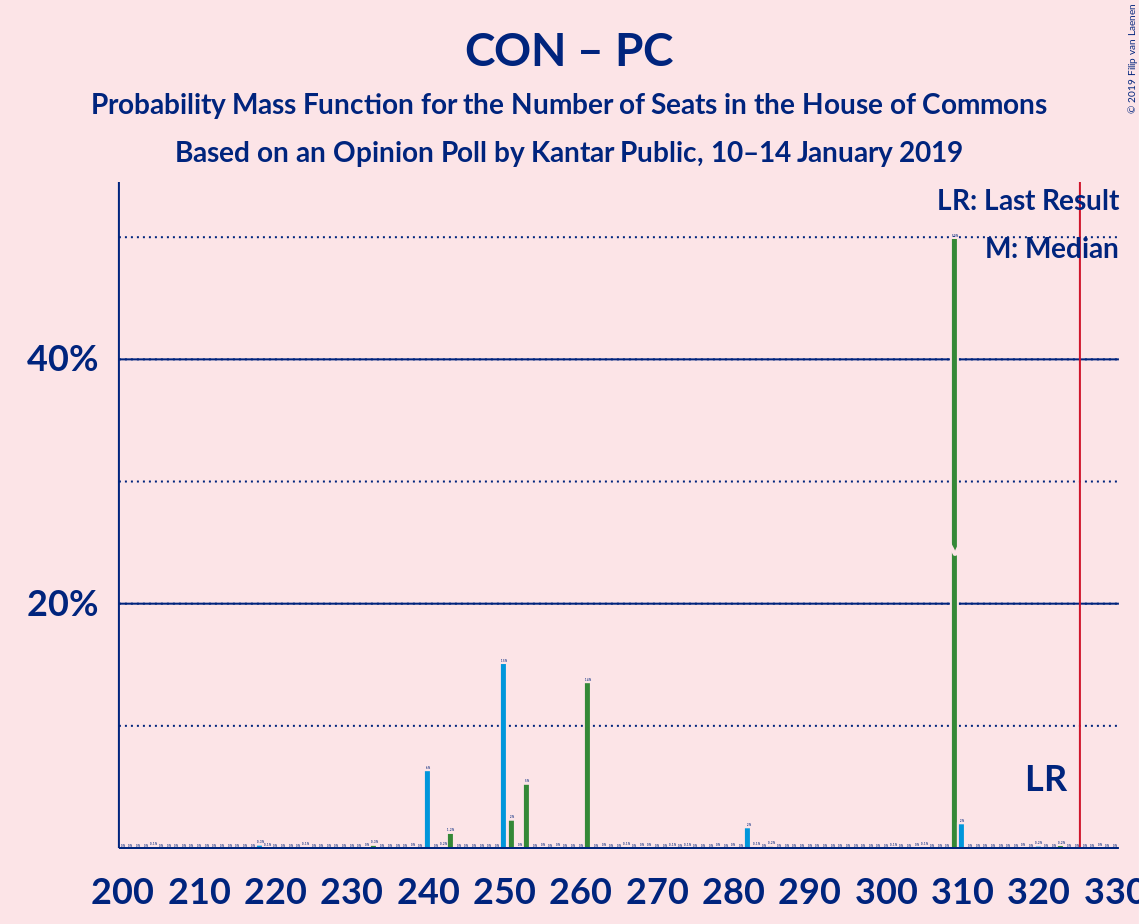 CON – PC
Probability Mass Function for the Number of Seats in the House of Commons
Based on an Opinion Poll by Kantar Public, 10–14 January 2019
© 2019 Filip van Laenen
LR: Last Result
M: Median
40%
20%
LR
200 210 220 230 240 250 260 270 280 290 300 310 320 330